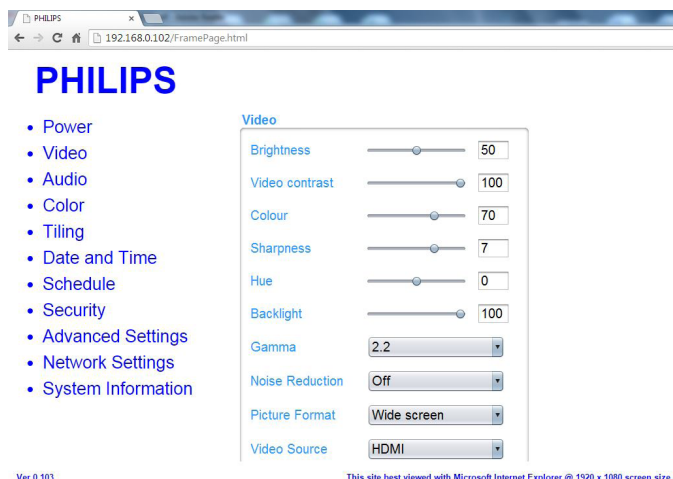 PHILIPS
192.168.0.102/FramePage.html
PHILIPS
Power
Video
Audio
Color
Tiling
Date and Time
Schedule
Security
Advanced Settings
Network Settings
System Information
Video
Brightness 50
Video contrast 100
Colour 70
Sharpness 7
Hue 0
Backlight 100
Gamma 2.2
Noise Reduction Off
Picture Format Wide screen
Video Source HDMI
Ver 0.103
This site best viewed with Microsoft Internet Explorer @ 1920 x 1080 screen size